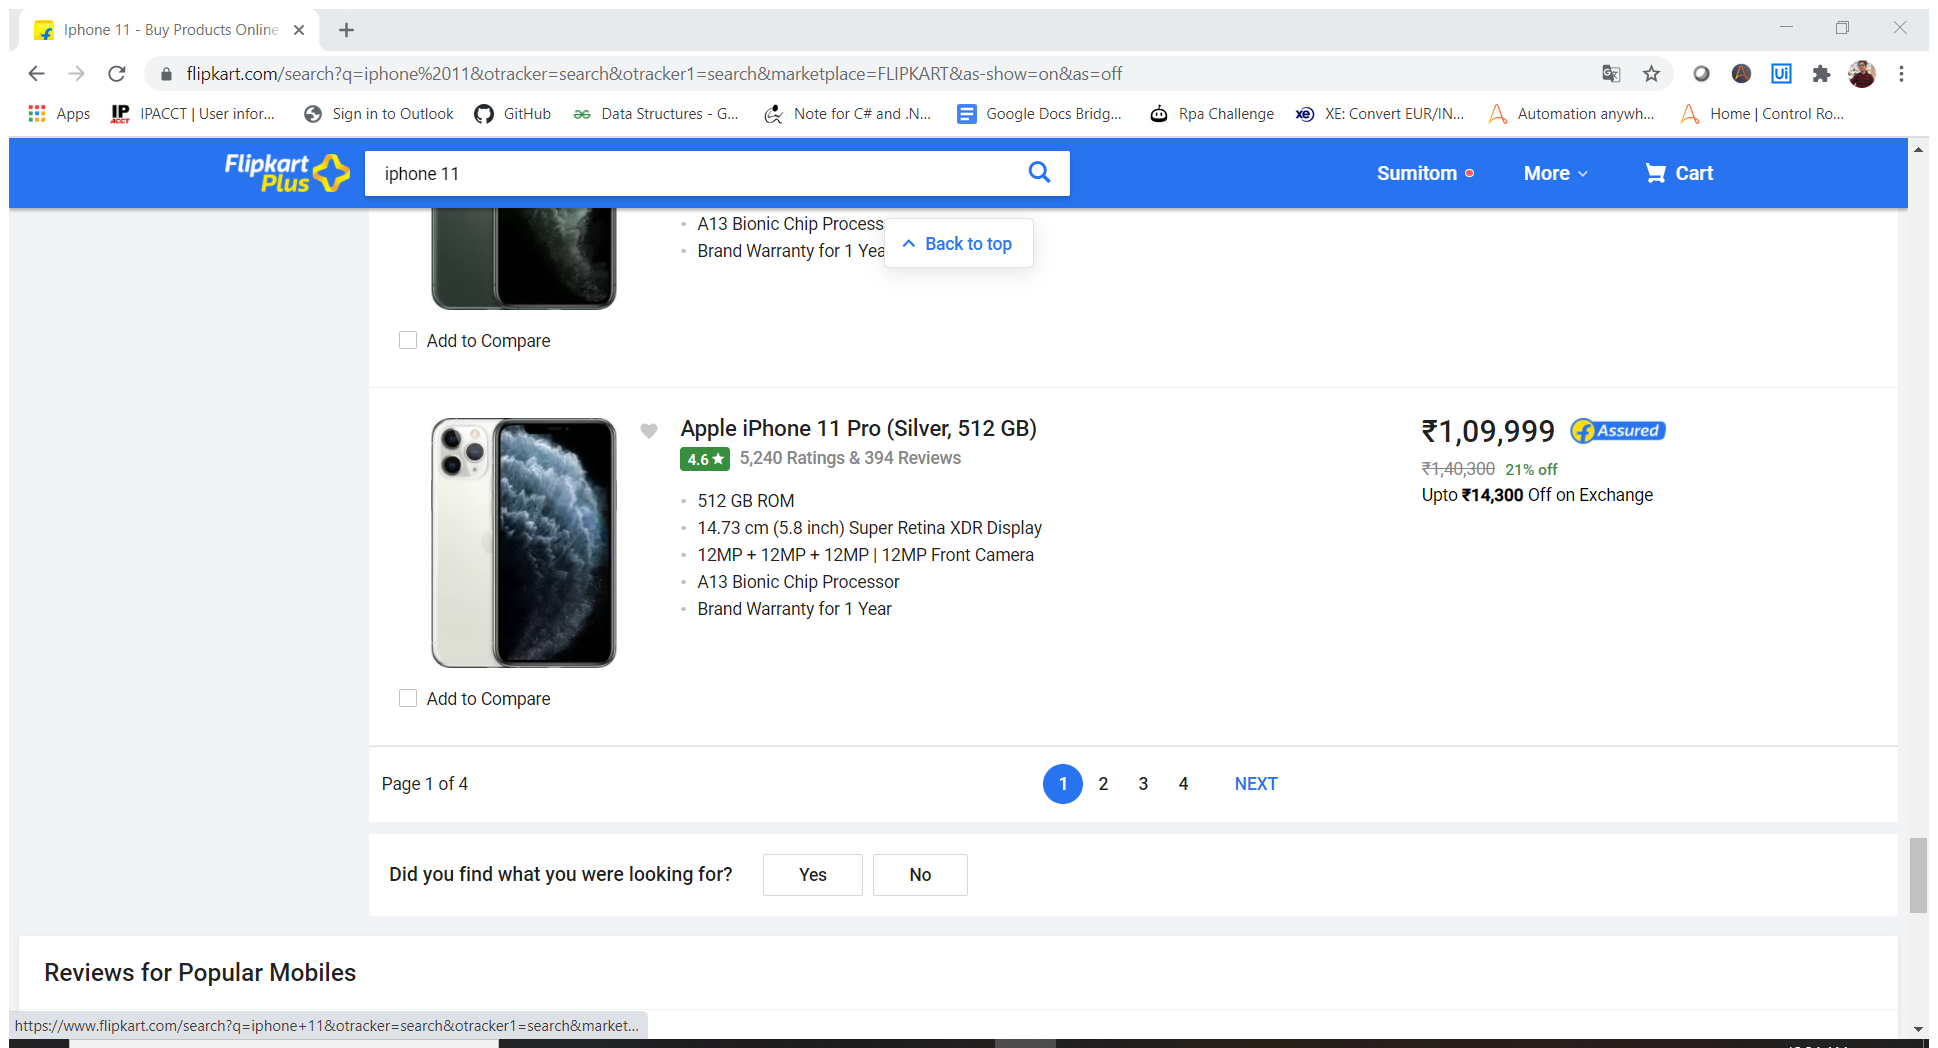 Iphone 11 - Buy Products Online
flipkart.com/search?q=iphone%2011&otracker=search&otracker1=search&marketplace=FLIPKART&as-show=on&as=off
Apps IPACCT | User infor... Sign in to Outlook GitHub Data Structures - G... Note for C# and .N... Google Docs Bridg... Rpa Challenge XE: Convert EUR/IN... Automation anywh... Home | Control Ro...
Flipkart
Plus
iphone 11
Sumitom More Cart
A13 Bionic Chip Process
Brand Warranty for 1 Yea
Back to top
Add to Compare
Apple iPhone 11 Pro (Silver, 512 GB)
4.6★ 5,240 Ratings & 394 Reviews
512 GB ROM
14.73 cm (5.8 inch) Super Retina XDR Display
12MP + 12MP + 12MP | 12MP Front Camera
A13 Bionic Chip Processor
Brand Warranty for 1 Year
₹1,09,999 Assured
₹1,40,300 21% off
Upto ₹14,300 Off on Exchange
Add to Compare
Page 1 of 4
1 2 3 4 NEXT
Did you find what you were looking for? Yes No
Reviews for Popular Mobiles
https://www.flipkart.com/search?q=iphone+11&otracker=search&otracker1=search&market...